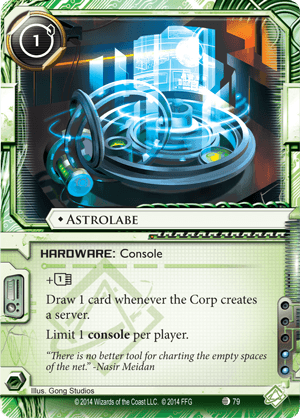 1
◆ ASTROLABE
HARDWARE: Console
+1
Draw 1 card whenever the Corp creates
a server.
Limit 1 console per player.
"There is no better tool for charting the empty spaces
of the net." -Nasir Meidan
Illus. Gong Studios
© 2014 Wizards of the Coast LLC. © 2014 FFG 79